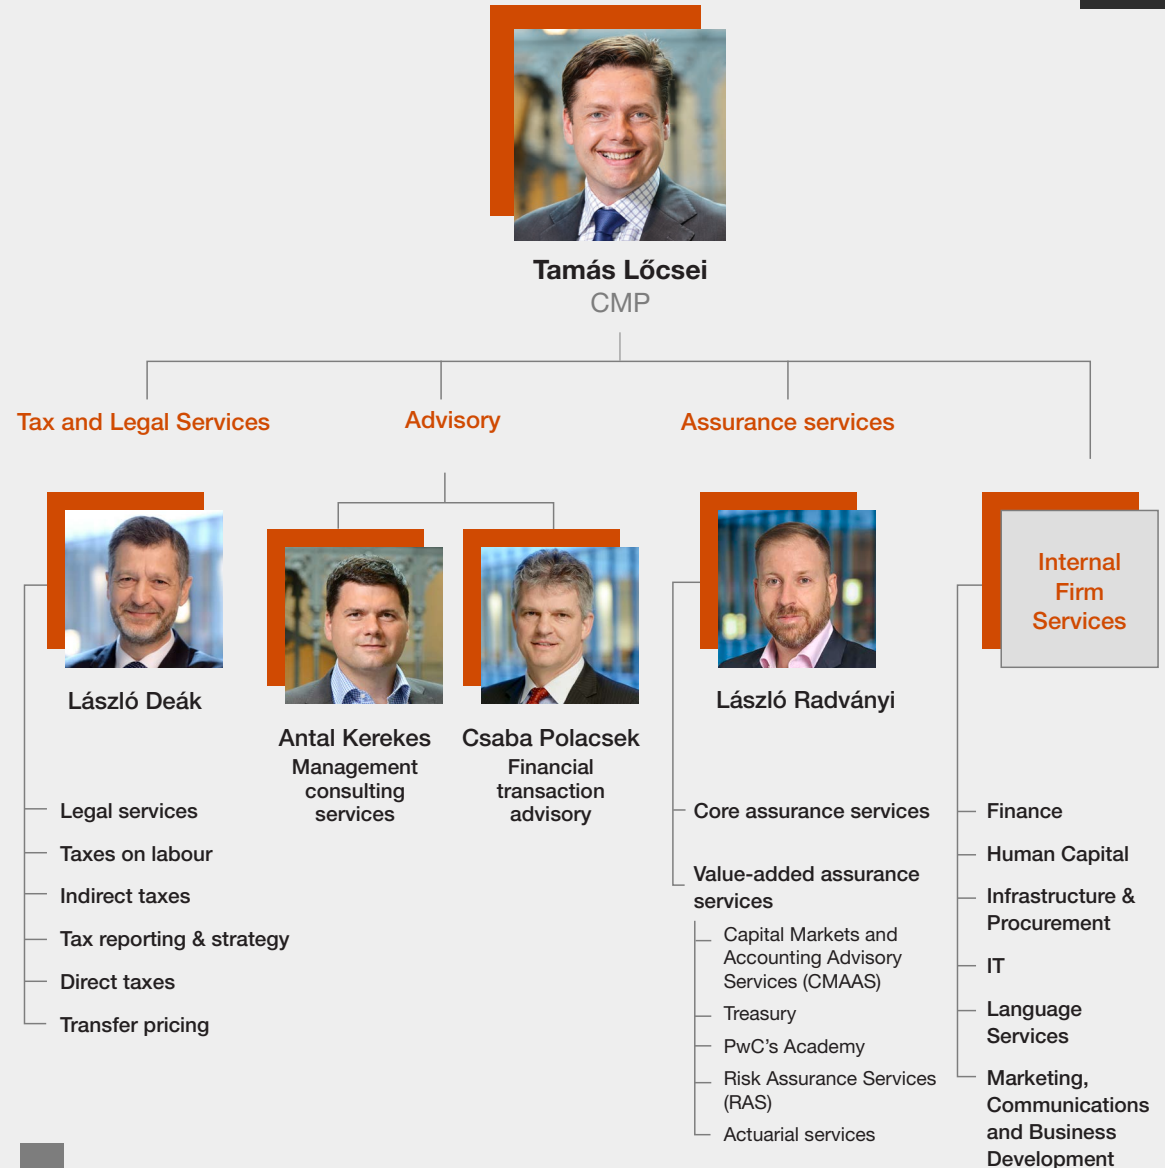 Tamás Lőcsei
CMP
Tax and Legal Services
Advisory
Assurance services
Internal
Firm
Services
László Deák
Antal Kerekes
Management
consulting
services
Csaba Polacsek
Financial
transaction
advisory
László Radványi
Legal services
Taxes on labour
Indirect taxes
Tax reporting & strategy
Direct taxes
Transfer pricing
Core assurance services
Value-added assurance
services
Capital Markets and
Accounting Advisory
Services (CMAAS)
Treasury
PwC’s Academy
Risk Assurance Services
(RAS)
Actuarial services
Finance
Human Capital
Infrastructure &
Procurement
IT
Language
Services
Marketing,
Communications
and Business
Development